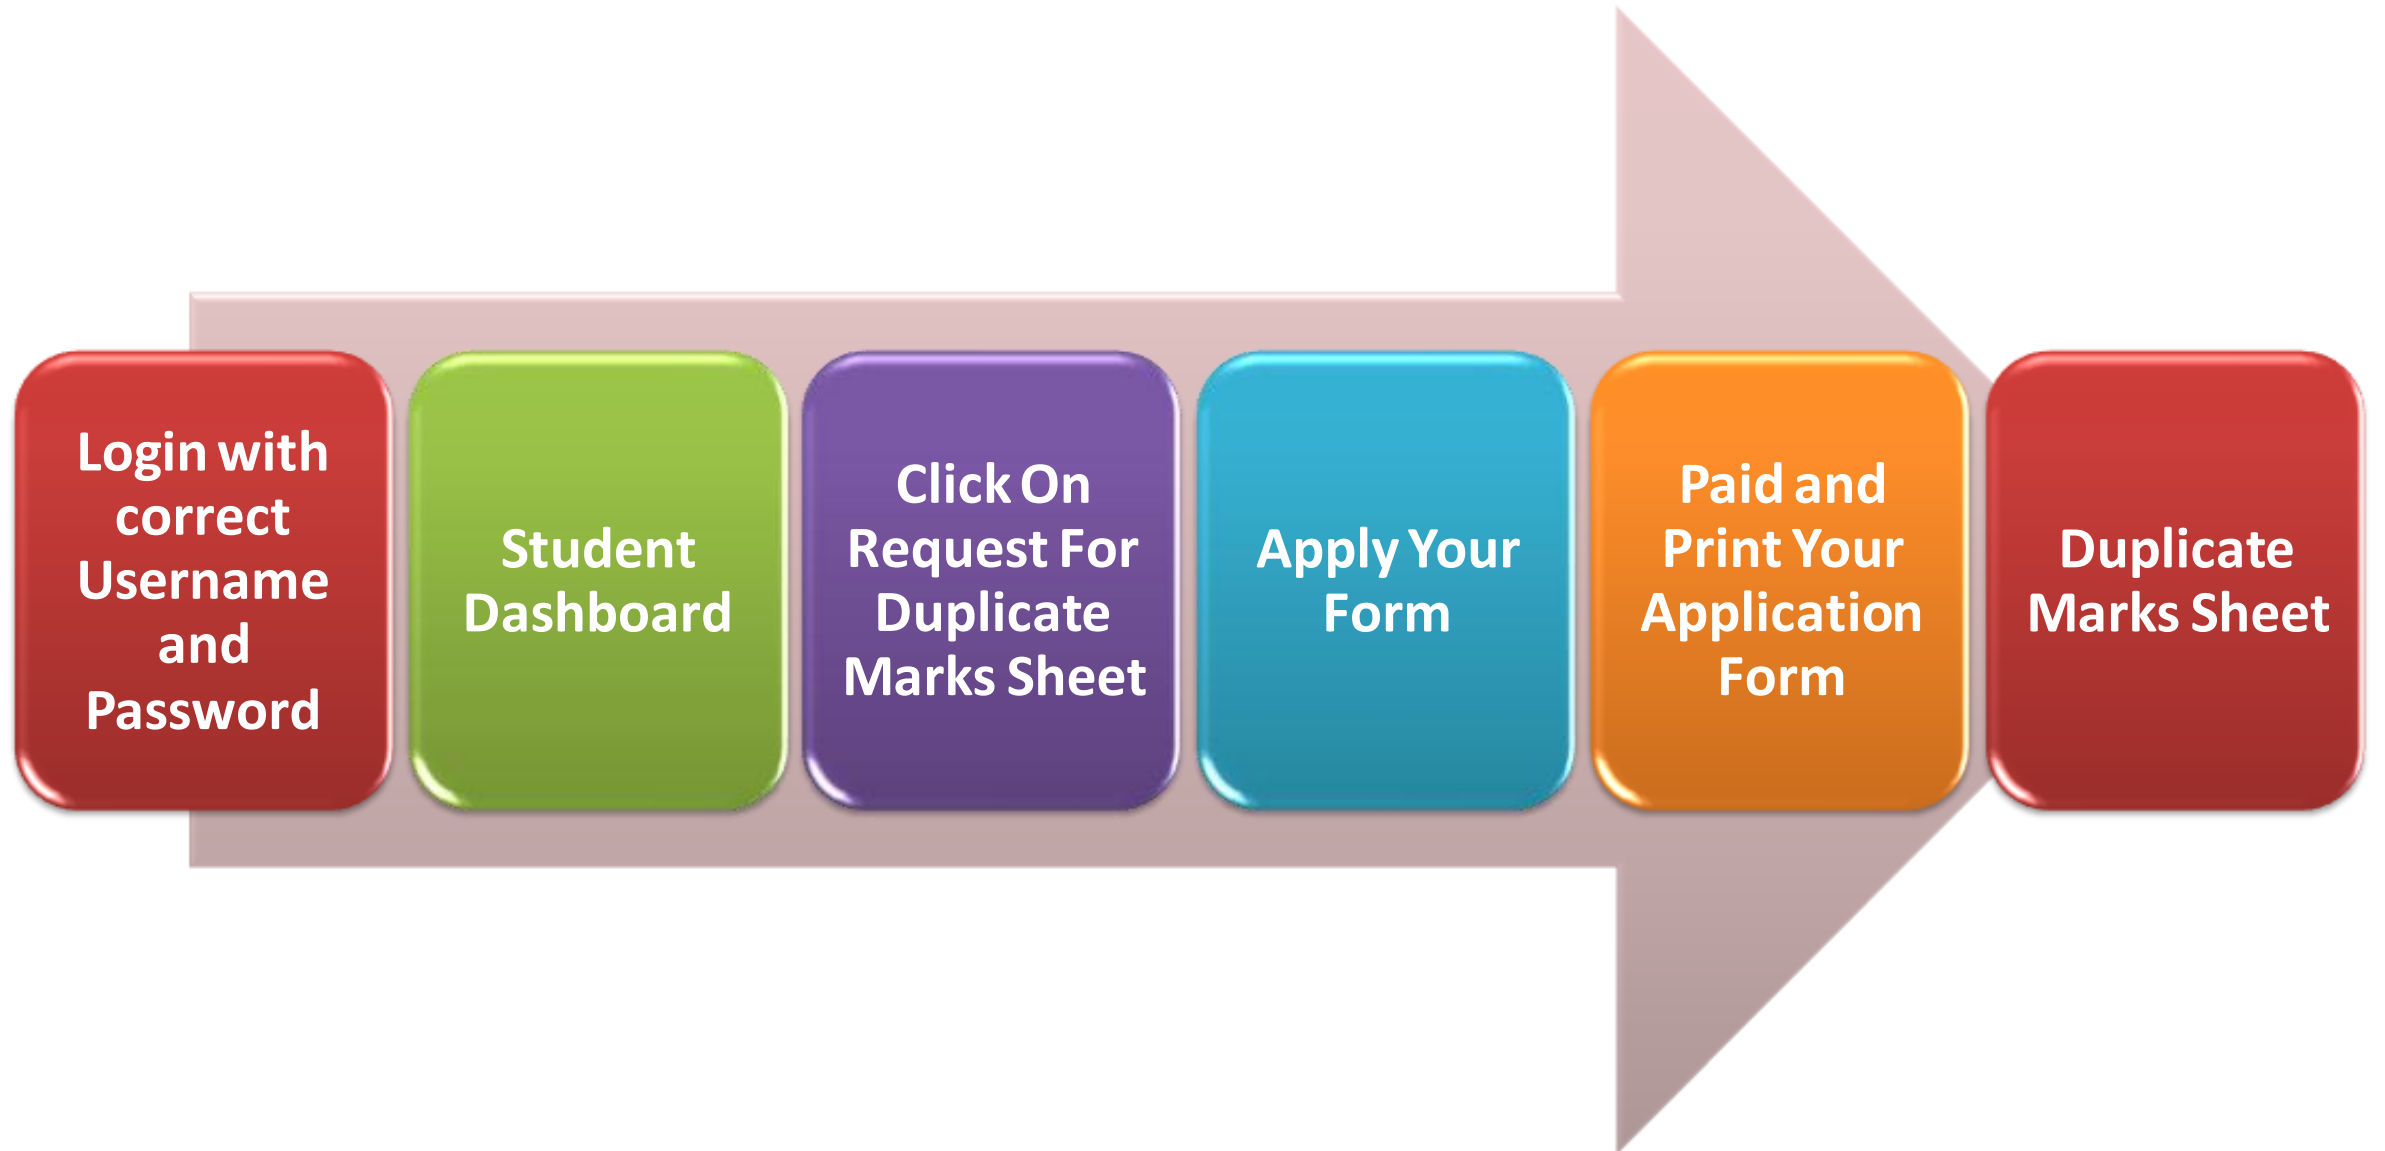 Login with
correct
Username
and
Password
Student
Dashboard
Click On
Request For
Duplicate
Marks Sheet
Apply Your
Form
Paid and
Print Your
Application
Form
Duplicate
Marks Sheet